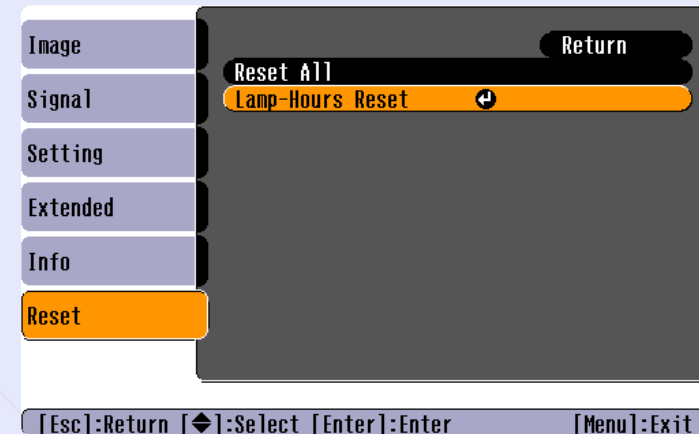 Image
Signal
Setting
Extended
Info
Reset
Return
Reset All
Lamp-Hours Reset
[Esc]:Return [◆]:Select [Enter]:Enter [Menu]:Exit